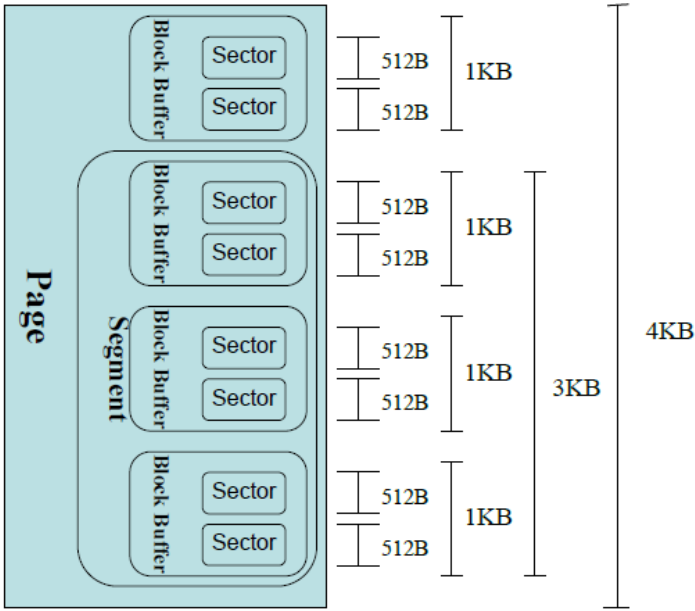 Page
Segment
Block Buffer
Sector
512B
Sector
512B
1KB
Block Buffer
Sector
512B
Sector
512B
1KB
Block Buffer
Sector
512B
Sector
512B
1KB
Block Buffer
Sector
512B
Sector
512B
1KB
3KB
4KB